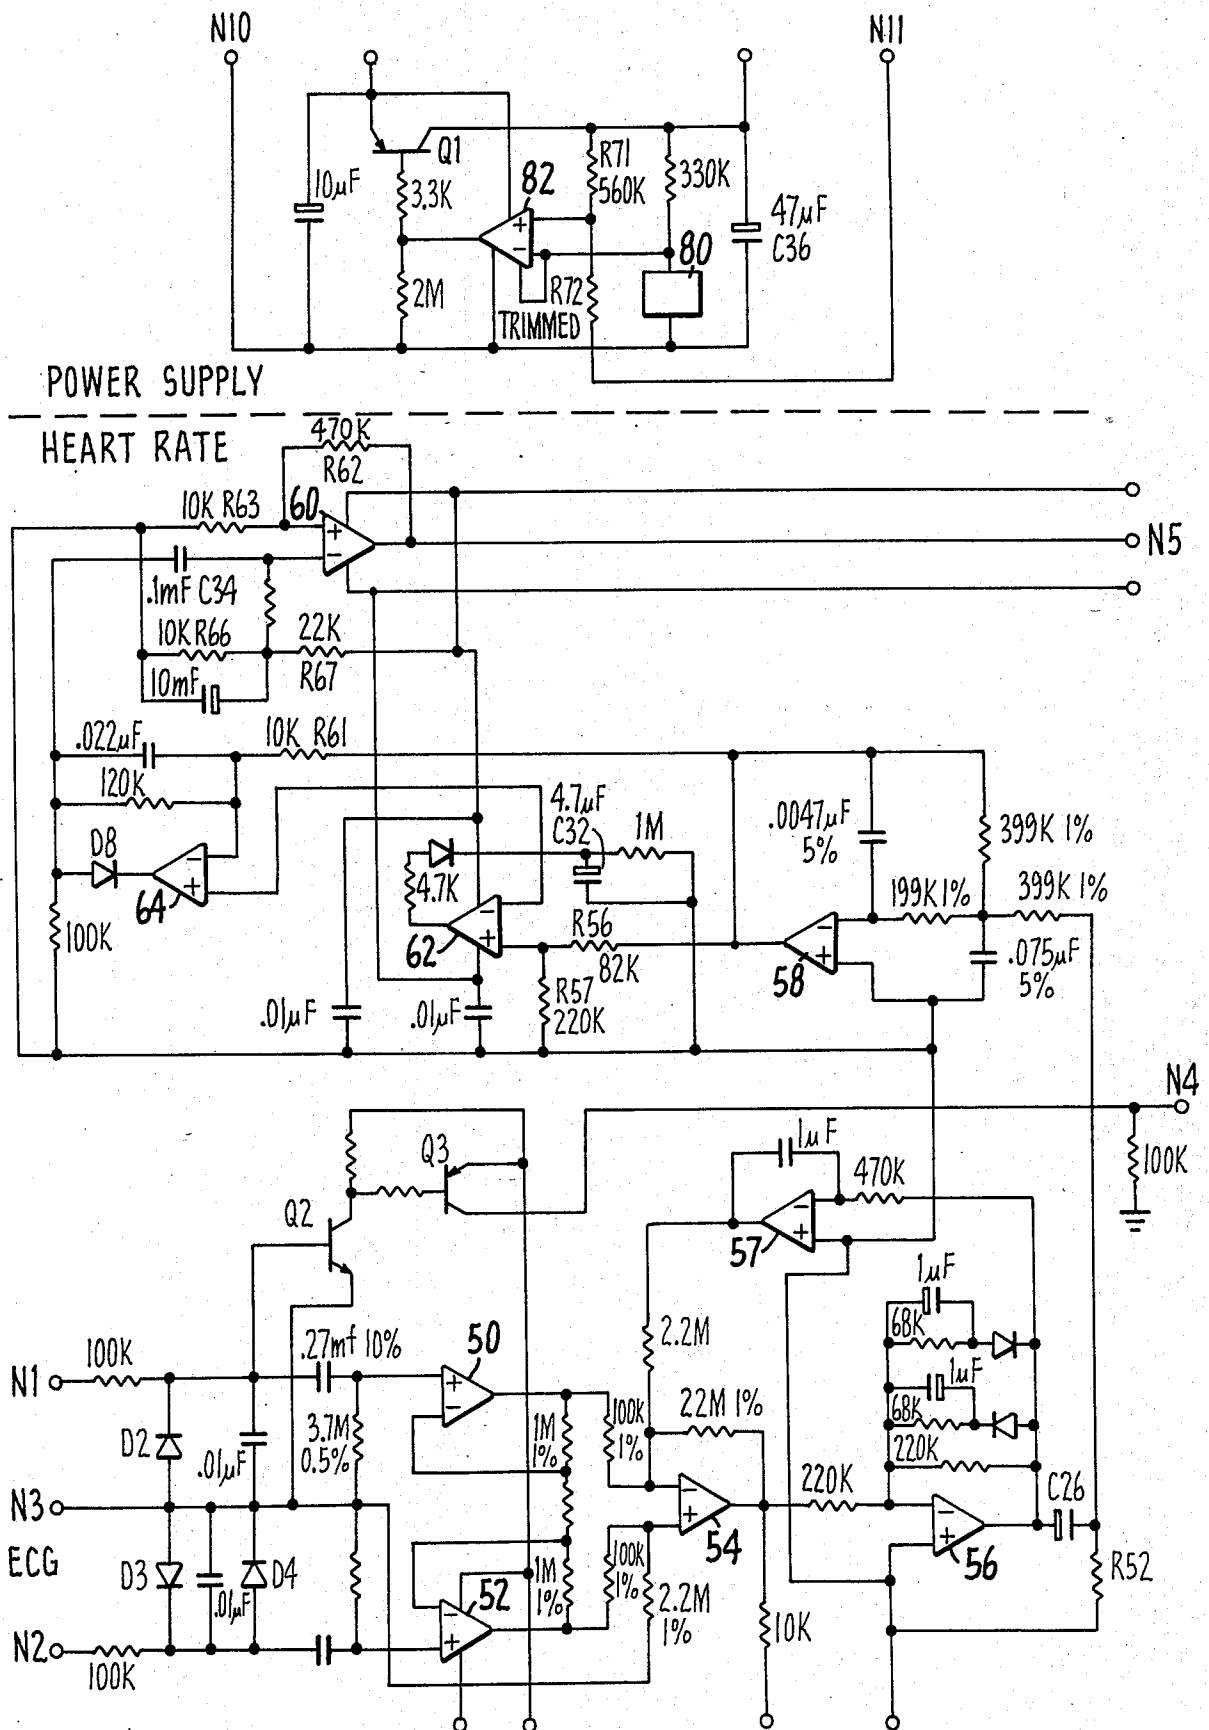 N10
N11
Q1
10µF
3.3K
82
R71
560K
330K
47µF
C36
80
+
−
2M
R72
TRIMMED
POWER SUPPLY
HEART RATE
470K
R62
10K R63
60
+
−
N5
.1mF C34
10K R66
22K
R67
10mF
.022µF
10K R61
120K
4.7µF
C32
1M
.0047µF
5%
399K 1%
D8
−
+
64
4.7K
199K 1%
399K 1%
100K
−
+
62
R56
82K
−
+
58
.075µF
5%
.01µF
.01µF
R57
220K
N4
Q3
1µF
470K
100K
Q2
−
+
57
1µF
68K
2.2M
.27mf 10%
50
100K
N1
+
−
1µF
68K
22M 1%
1M
1%
100K
1%
D2
.01µF
3.7M
0.5%
220K
220K
C26
N3
−
+
54
−
+
56
ECG
D3
.01µF
D4
1M
1%
100K
1%
2.2M
1%
R52
52
−
+
10K
N2
100K